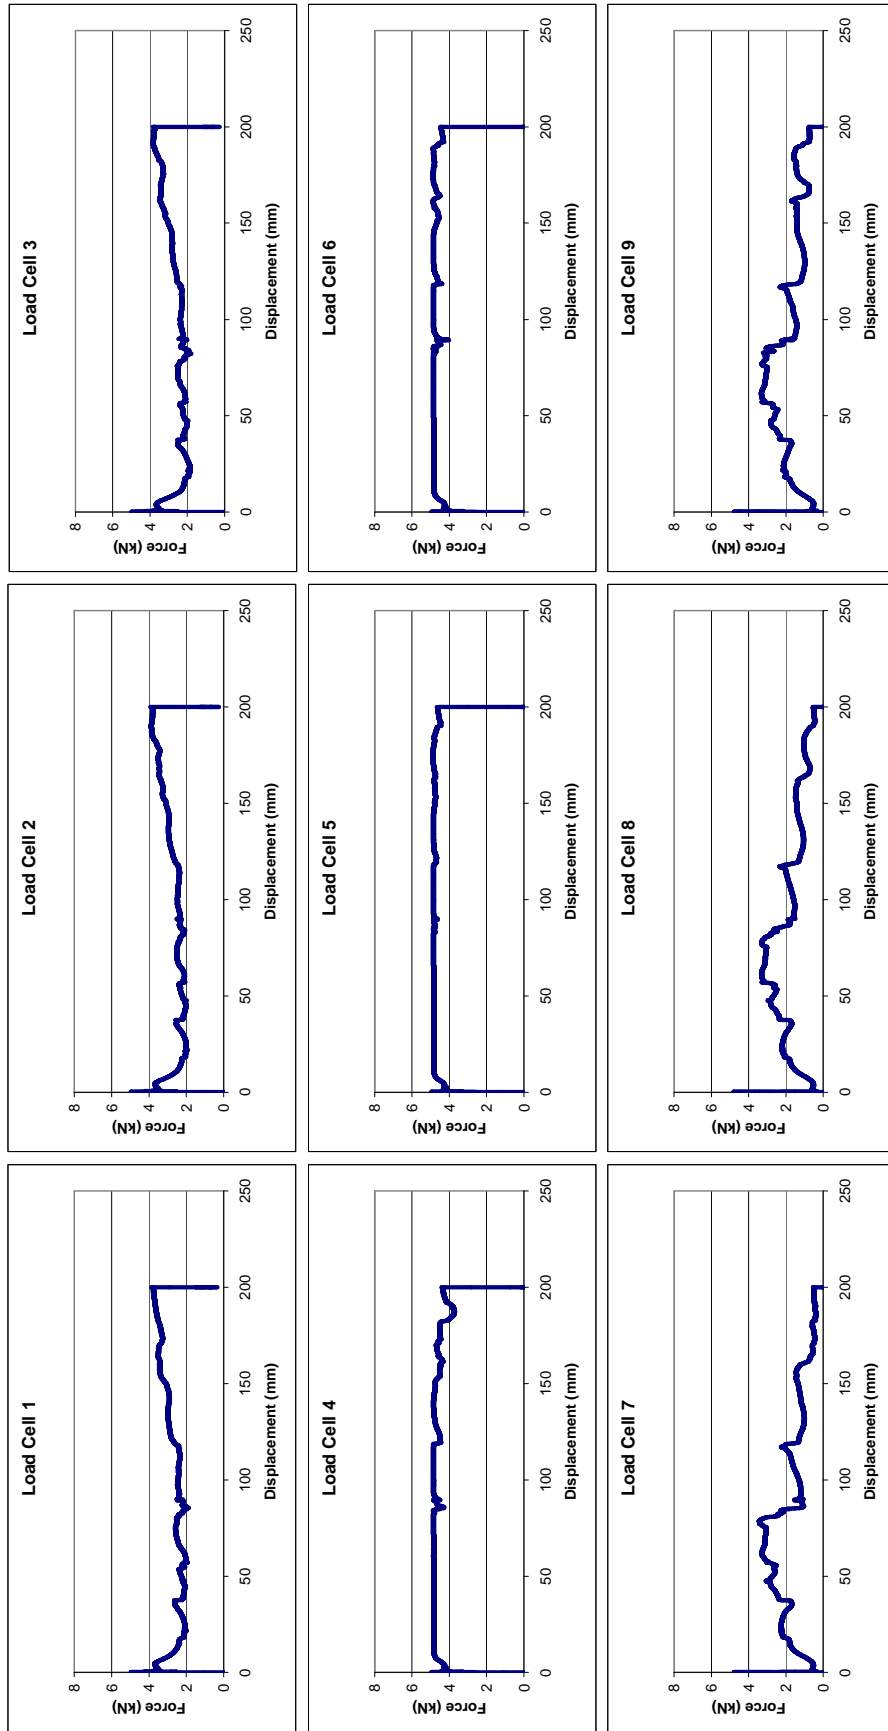 Load Cell 1
Force (kN)
8
6
4
2
0
0 50 100 150 200 250
Displacement (mm)
Load Cell 2
Force (kN)
8
6
4
2
0
0 50 100 150 200 250
Displacement (mm)
Load Cell 3
Force (kN)
8
6
4
2
0
0 50 100 150 200 250
Displacement (mm)
Load Cell 4
Force (kN)
8
6
4
2
0
0 50 100 150 200 250
Displacement (mm)
Load Cell 5
Force (kN)
8
6
4
2
0
0 50 100 150 200 250
Displacement (mm)
Load Cell 6
Force (kN)
8
6
4
2
0
0 50 100 150 200 250
Displacement (mm)
Load Cell 7
Force (kN)
8
6
4
2
0
0 50 100 150 200 250
Displacement (mm)
Load Cell 8
Force (kN)
8
6
4
2
0
0 50 100 150 200 250
Displacement (mm)
Load Cell 9
Force (kN)
8
6
4
2
0
0 50 100 150 200 250
Displacement (mm)